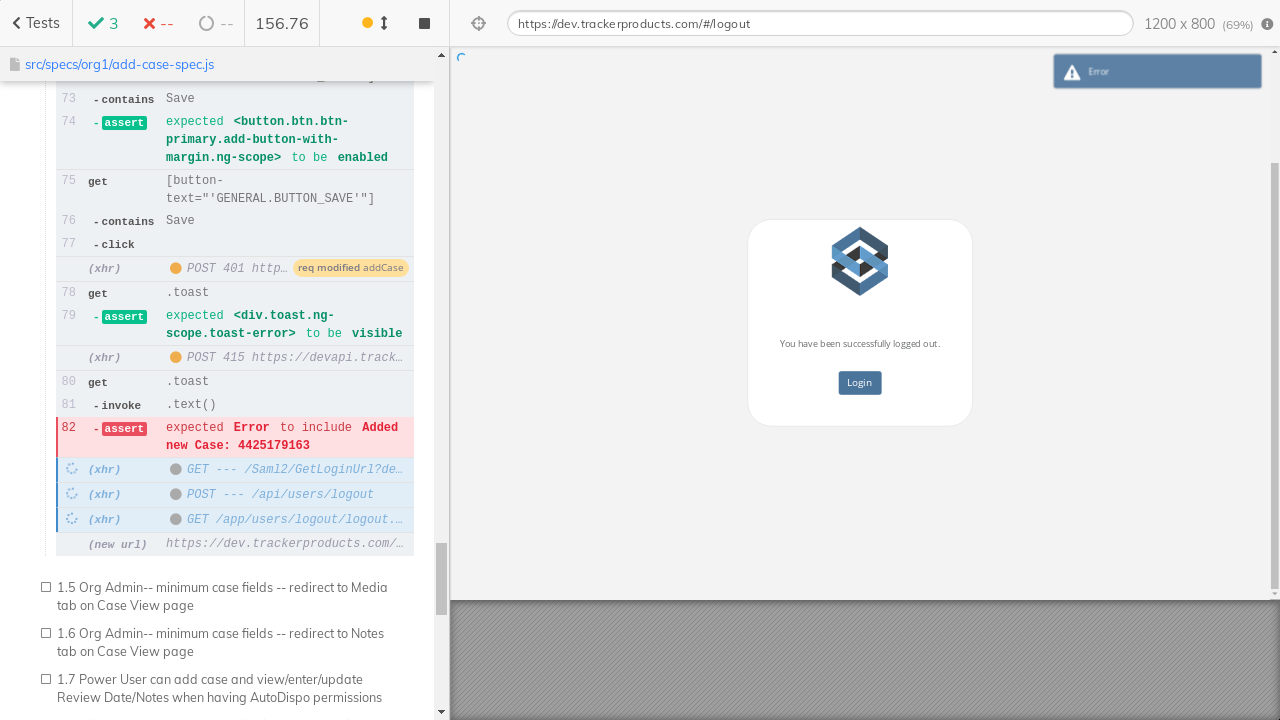 Tests 3 -- -- 156.76
https://dev.trackerproducts.com/#/logout 1200 x 800 (69%)
src/specs/org1/add-case-spec.js
Error
73 - contains Save
74 - assert expected <button.btn.btn-
primary.add-button-with-
margin.ng-scope> to be enabled
75 get [button-
text="'GENERAL.BUTTON_SAVE'"]
76 - contains Save
77 - click
(xhr) POST 401 http… req modified addCase
78 get .toast
79 - assert expected <div.toast.ng-
scope.toast-error> to be visible
(xhr) POST 415 https://devapi.track…
80 get .toast
81 - invoke .text()
82 - assert expected Error to include Added
new Case: 4425179163
(xhr) GET --- /Saml2/GetLoginUrl?de…
(xhr) POST --- /api/users/logout
(xhr) GET /app/users/logout/logout.…
(new url) https://dev.trackerproducts.com/…
1.5 Org Admin-- minimum case fields -- redirect to Media
tab on Case View page
1.6 Org Admin-- minimum case fields -- redirect to Notes
tab on Case View page
1.7 Power User can add case and view/enter/update
Review Date/Notes when having AutoDispo permissions
You have been successfully logged out.
Login